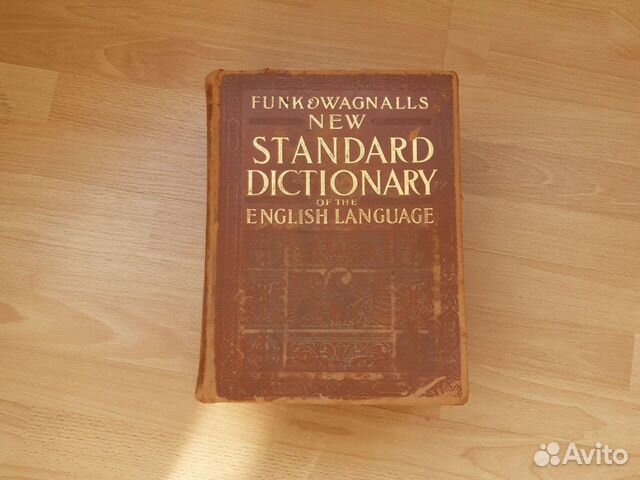 FUNK & WAGNALLS
NEW
STANDARD
DICTIONARY
OF THE
ENGLISH LANGUAGE
Avito